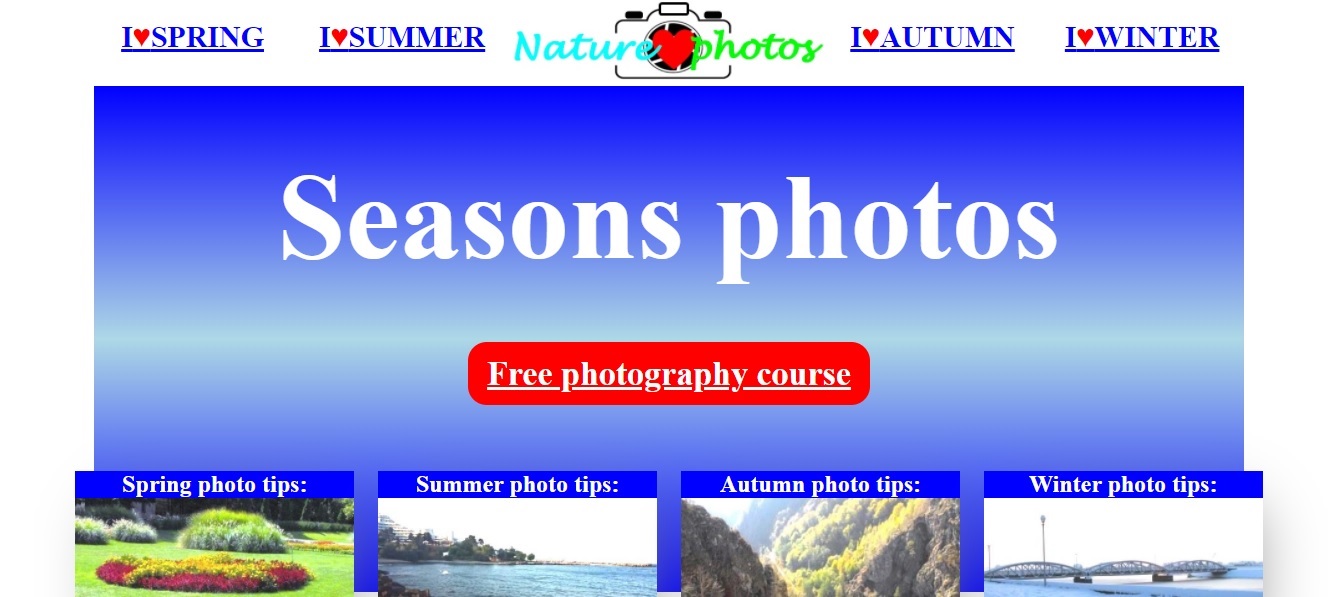 I♥SPRING
I♥SUMMER
Nature photos
I♥AUTUMN
I♥WINTER
Seasons photos
Free photography course
Spring photo tips:
Summer photo tips:
Autumn photo tips:
Winter photo tips: